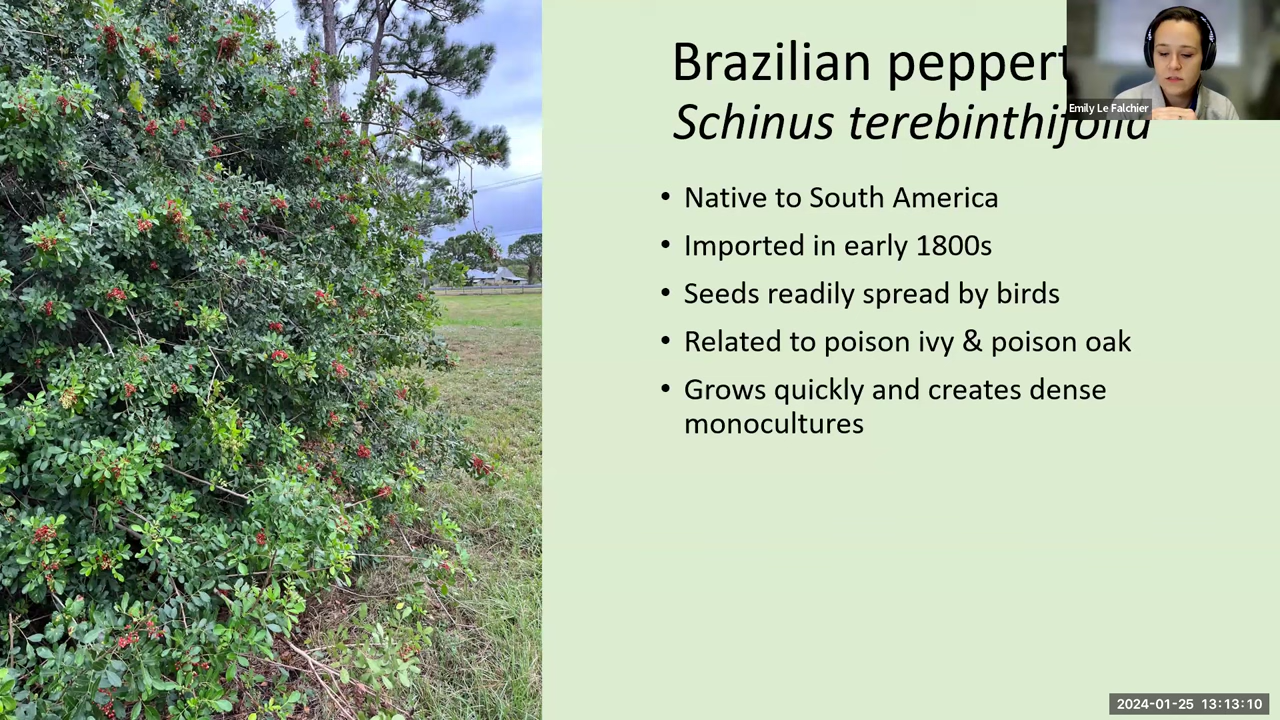 Brazilian peppert
Emily Le Falchier
Schinus terebinthifolia
• Native to South America
• Imported in early 1800s
• Seeds readily spread by birds
• Related to poison ivy & poison oak
• Grows quickly and creates dense
monocultures
2024-01-25 13:13:10